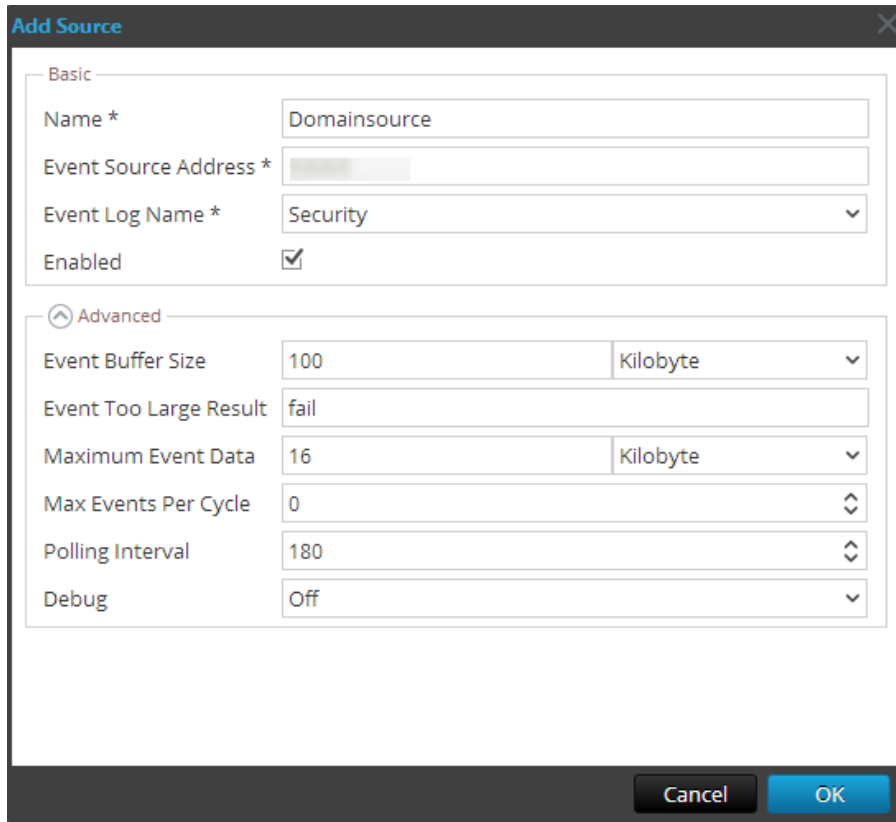 Add Source
Basic
Name * Domainsource
Event Source Address *
Event Log Name * Security
Enabled
Advanced
Event Buffer Size 100 Kilobyte
Event Too Large Result fail
Maximum Event Data 16 Kilobyte
Max Events Per Cycle 0
Polling Interval 180
Debug Off
Cancel OK